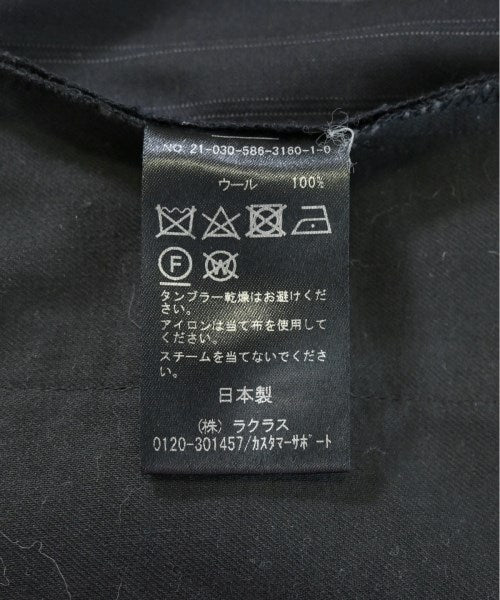 NO 21-030-586-3160-1-0
ウール 100%
F W
タンブラー乾燥はお避けくだ
さい。
アイロンは当て布を使用して
ください。
スチームを当てないでくださ
い。
日本製
(株) ラクラス
0120-301457/ｶｽﾀﾏｰｻﾎﾟｰﾄ